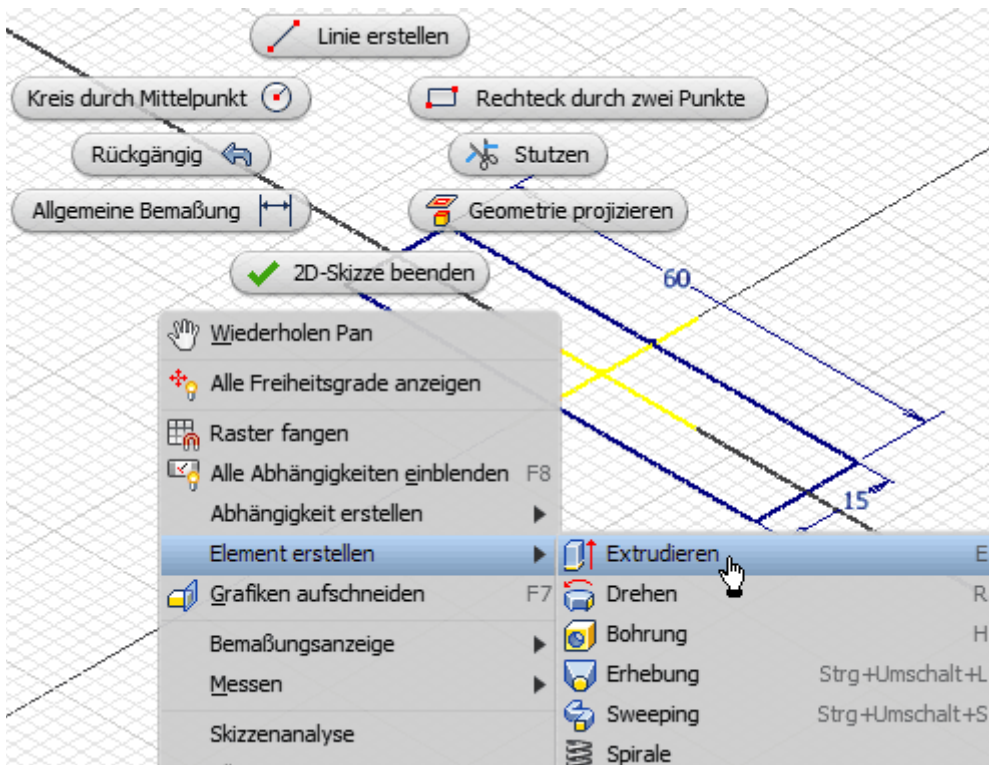 Linie erstellen
Kreis durch Mittelpunkt
Rechteck durch zwei Punkte
Rückgängig
Stutzen
Allgemeine Bemaßung
Geometrie projizieren
2D-Skizze beenden
60
15
Wiederholen Pan
Alle Freiheitsgrade anzeigen
Raster fangen
Alle Abhängigkeiten einblenden F8
Abhängigkeit erstellen
Element erstellen
Grafiken aufschneiden F7
Bemaßungsanzeige
Messen
Skizzenanalyse
Extrudieren E
Drehen R
Bohrung H
Erhebung Strg+Umschalt+L
Sweeping Strg+Umschalt+S
Spirale